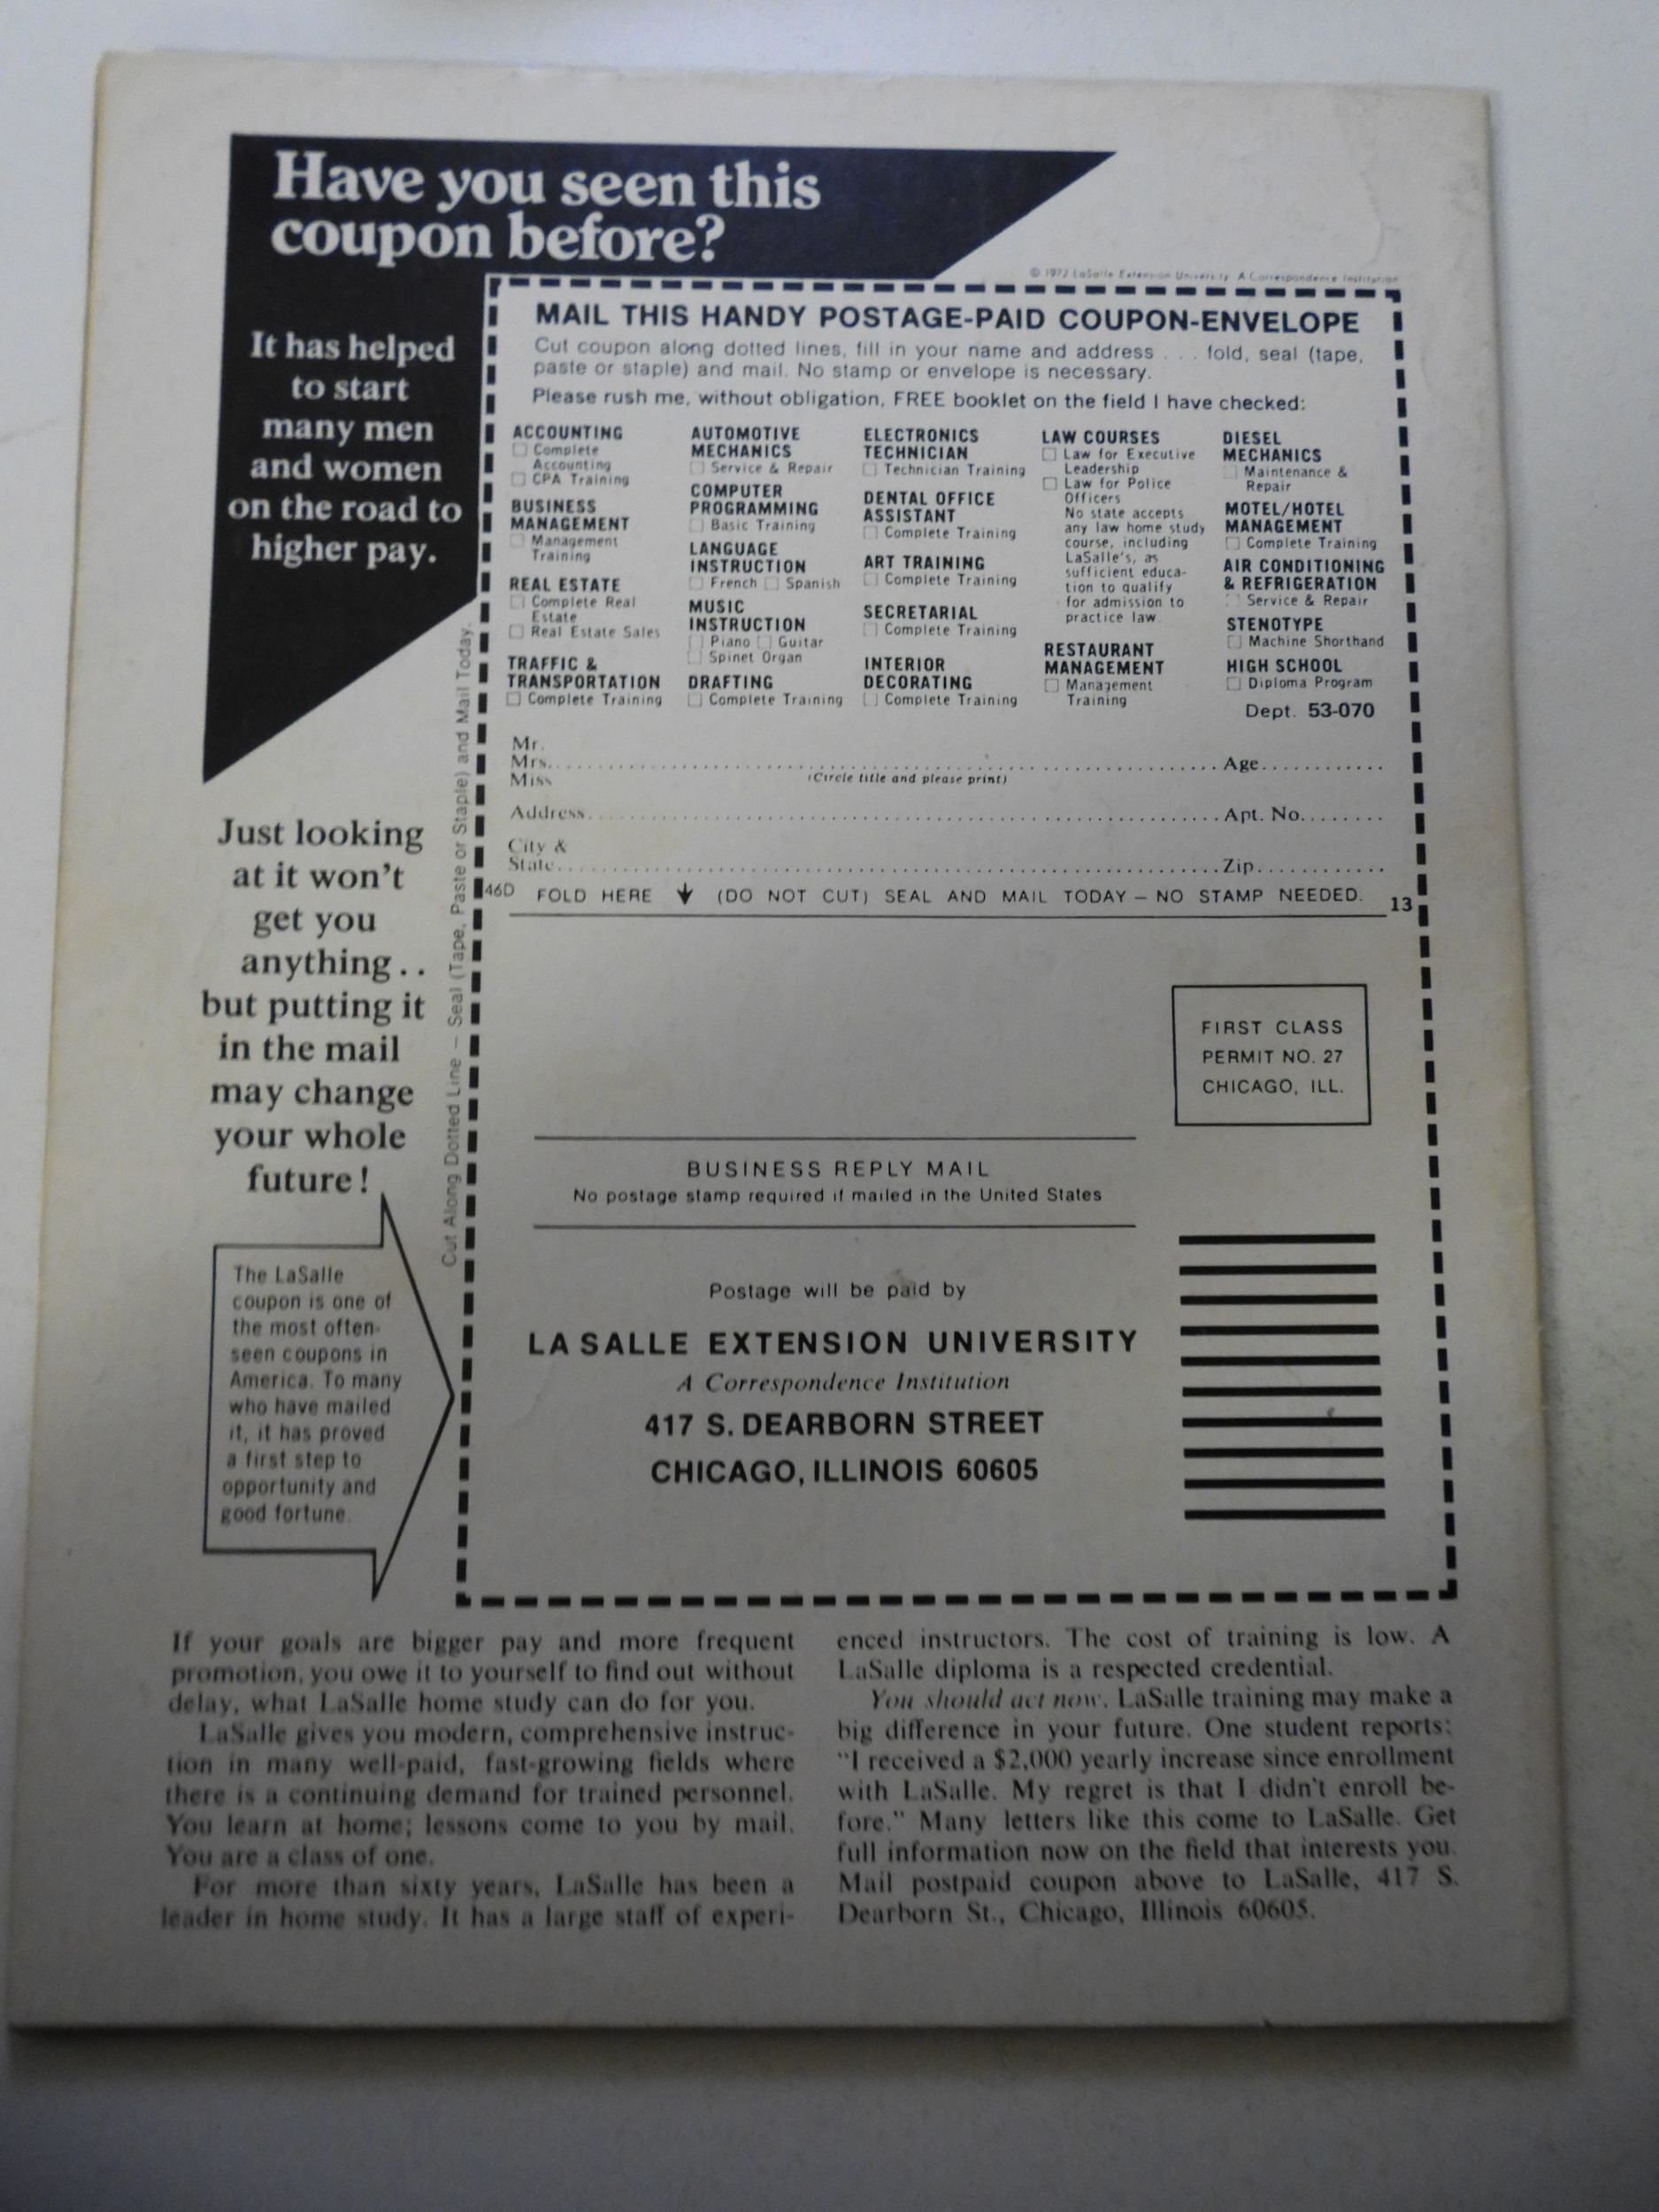 Have you seen this
coupon before?
It has helped
to start
many men
and women
on the road to
higher pay.
Just looking
at it won't
get you
anything . .
but putting it
in the mail
may change
your whole
future!
The LaSalle
coupon is one of
the most often-
seen coupons in
America. To many
who have mailed
it, it has proved
a first step to
opportunity and
good fortune.
Cut Along Dotted Line — Seal (Tape, Paste or Staple) and Mail Today.
© 1972 LaSalle Extension University A Correspondence Institution
MAIL THIS HANDY POSTAGE-PAID COUPON-ENVELOPE
Cut coupon along dotted lines, fill in your name and address . . . fold, seal (tape,
paste or staple) and mail. No stamp or envelope is necessary.
Please rush me, without obligation, FREE booklet on the field I have checked:
ACCOUNTING
Complete
Accounting
CPA Training
BUSINESS
MANAGEMENT
Management
Training
REAL ESTATE
Complete Real
Estate
Real Estate Sales
TRAFFIC &
TRANSPORTATION
Complete Training
AUTOMOTIVE
MECHANICS
Service & Repair
COMPUTER
PROGRAMMING
Basic Training
LANGUAGE
INSTRUCTION
French Spanish
MUSIC
INSTRUCTION
Piano Guitar
Spinet Organ
DRAFTING
Complete Training
ELECTRONICS
TECHNICIAN
Technician Training
DENTAL OFFICE
ASSISTANT
Complete Training
ART TRAINING
Complete Training
SECRETARIAL
Complete Training
INTERIOR
DECORATING
Complete Training
LAW COURSES
Law for Executive
Leadership
Law for Police
Officers
No state accepts
any law home study
course, including
LaSalle's, as
sufficient educa-
tion to qualify
for admission to
practice law.
RESTAURANT
MANAGEMENT
Management
Training
DIESEL
MECHANICS
Maintenance &
Repair
MOTEL/HOTEL
MANAGEMENT
Complete Training
AIR CONDITIONING
& REFRIGERATION
Service & Repair
STENOTYPE
Machine Shorthand
HIGH SCHOOL
Diploma Program
Dept. 53-070
Mr.
Mrs. Age
Miss (Circle title and please print)
Address Apt. No.
City &
State Zip
46D FOLD HERE ↓ (DO NOT CUT) SEAL AND MAIL TODAY – NO STAMP NEEDED. 13
FIRST CLASS
PERMIT NO. 27
CHICAGO, ILL.
BUSINESS REPLY MAIL
No postage stamp required if mailed in the United States
Postage will be paid by
LA SALLE EXTENSION UNIVERSITY
A Correspondence Institution
417 S. DEARBORN STREET
CHICAGO, ILLINOIS 60605
If your goals are bigger pay and more frequent
promotion, you owe it to yourself to find out without
delay, what LaSalle home study can do for you.
LaSalle gives you modern, comprehensive instruc-
tion in many well-paid, fast-growing fields where
there is a continuing demand for trained personnel.
You learn at home; lessons come to you by mail.
You are a class of one.
For more than sixty years, LaSalle has been a
leader in home study. It has a large staff of experi-
enced instructors. The cost of training is low. A
LaSalle diploma is a respected credential.
You should act now. LaSalle training may make a
big difference in your future. One student reports:
"I received a $2,000 yearly increase since enrollment
with LaSalle. My regret is that I didn't enroll be-
fore." Many letters like this come to LaSalle. Get
full information now on the field that interests you.
Mail postpaid coupon above to LaSalle, 417 S.
Dearborn St., Chicago, Illinois 60605.